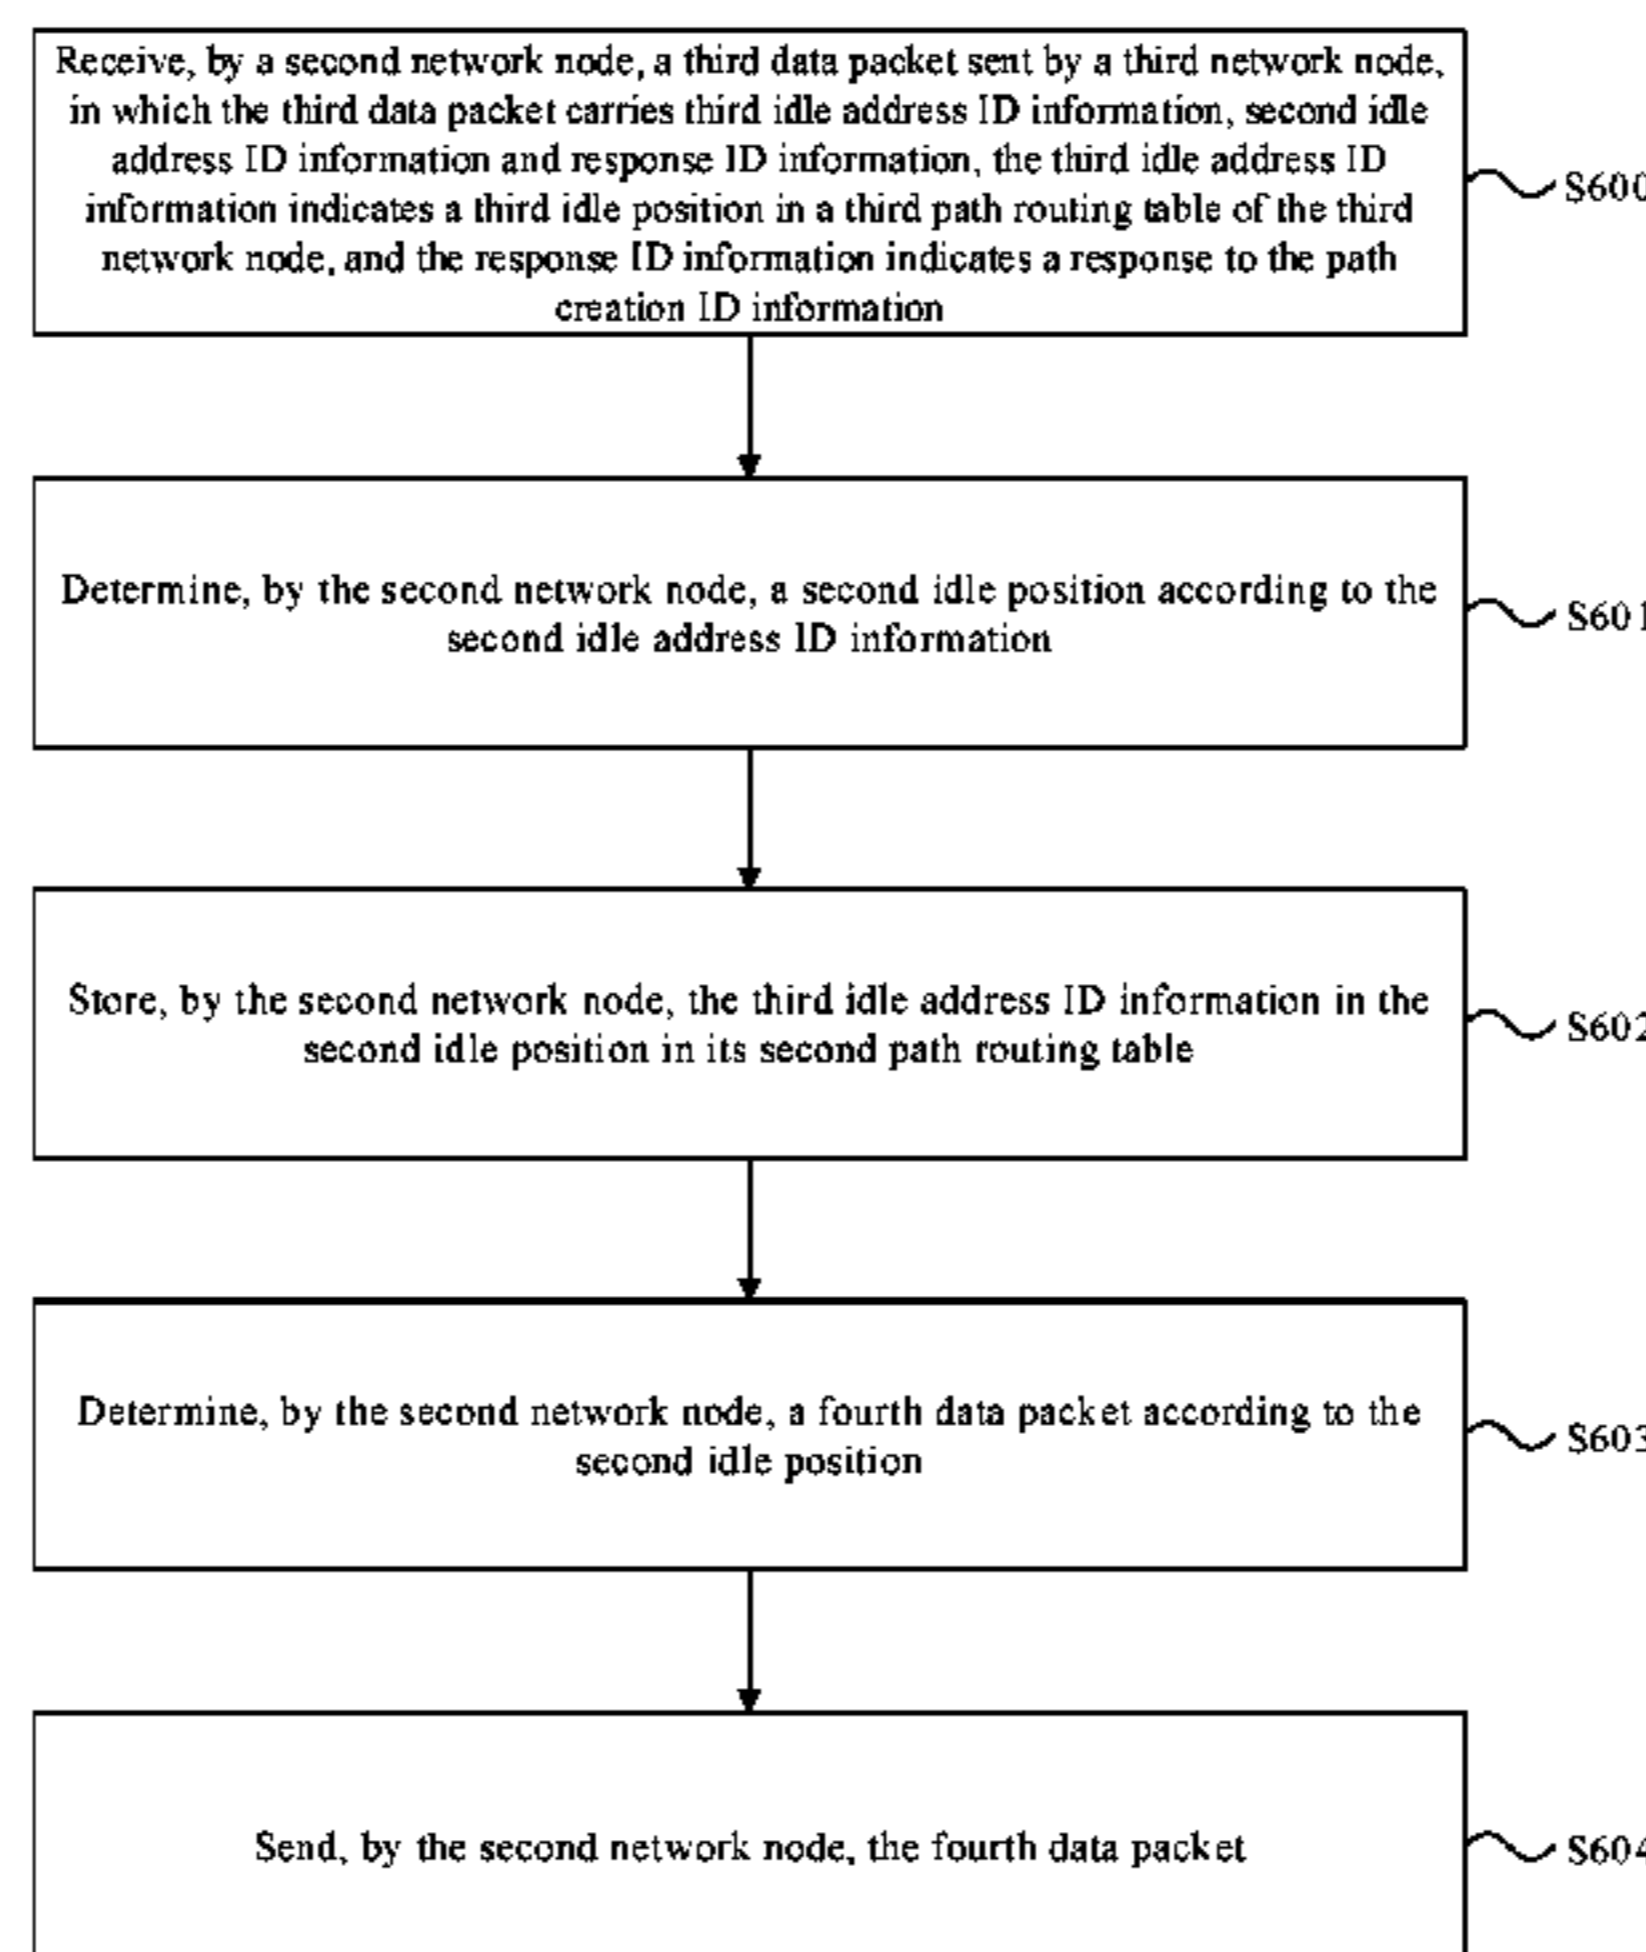 Receive, by a second network node, a third data packet sent by a third network node,
in which the third data packet carries third idle address ID information, second idle
address ID information and response ID information, the third idle address ID
information indicates a third idle position in a third path routing table of the third
network node, and the response ID information indicates a response to the path
creation ID information
S600
Determine, by the second network node, a second idle position according to the
second idle address ID information
S601
Store, by the second network node, the third idle address ID information in the
second idle position in its second path routing table
S602
Determine, by the second network node, a fourth data packet according to the
second idle position
S603
Send, by the second network node, the fourth data packet
S604